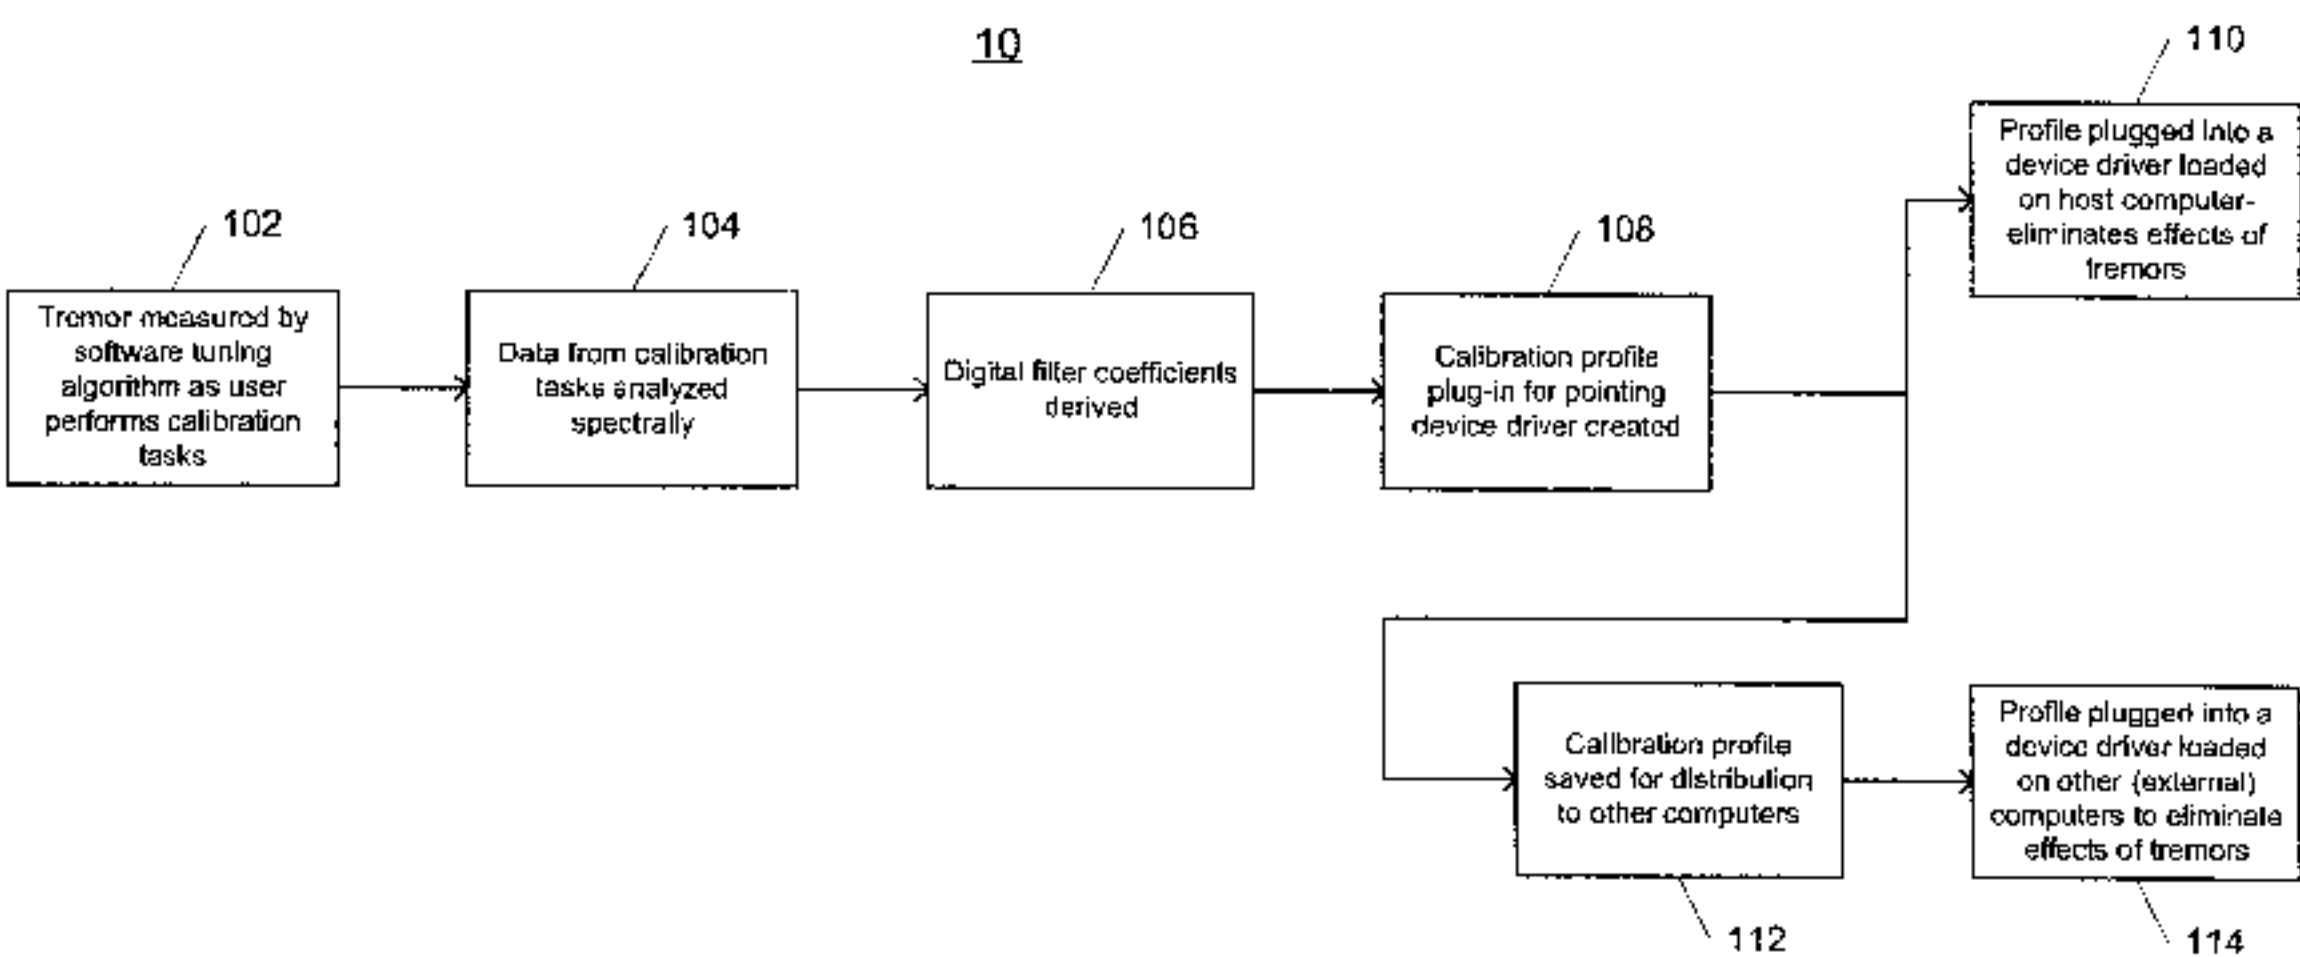 10
110
Profile plugged into a
device driver loaded
on host computer-
eliminates effects of
tremors
102
Tremor measured by
software tuning
algorithm as user
performs calibration
tasks
104
Data from calibration
tasks analyzed
spectrally
106
Digital filter coefficients
derived
108
Calibration profile
plug-in for pointing
device driver created
Calibration profile
saved for distribution
to other computers
112
Profile plugged into a
device driver loaded
on other (external)
computers to eliminate
effects of tremors
114